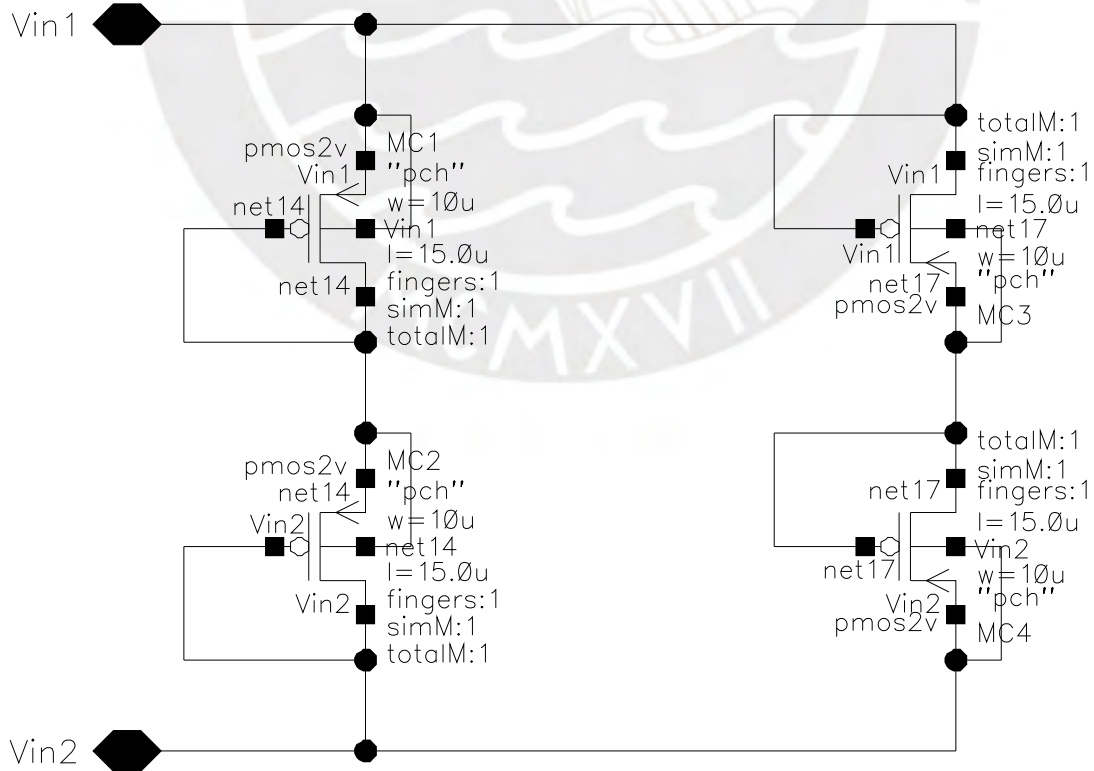 Vin1
MC1
pmos2v
"pch"
Vin1
w=10u
net14
Vin1
l=15.0u
net14
fingers:1
simM:1
totalM:1
totalM:1
simM:1
fingers:1
Vin1
l=15.0u
net17
Vin1
w=10u
net17
"pch"
pmos2v
MC3
MCMXVII
MC2
pmos2v
net14
"pch"
w=10u
Vin2
net14
l=15.0u
Vin2
fingers:1
simM:1
totalM:1
totalM:1
simM:1
net17
fingers:1
l=15.0u
Vin2
net17
w=10u
Vin2
"pch"
pmos2v
MC4
Vin2